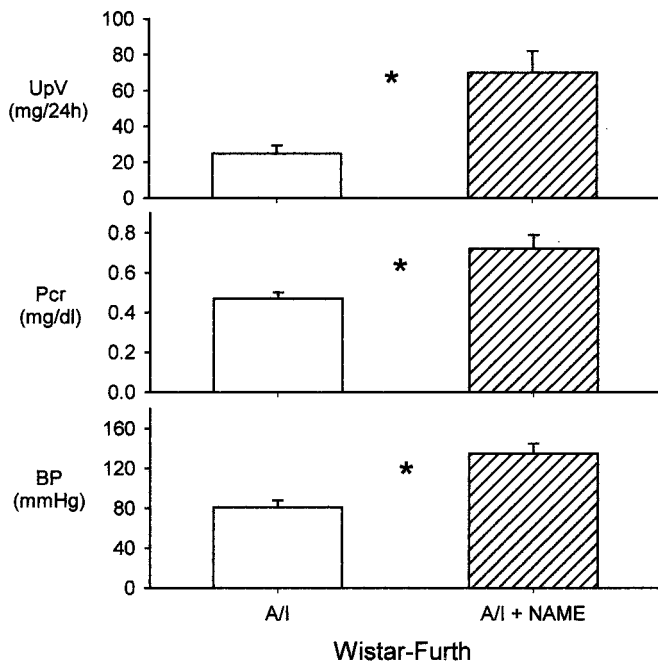 100
80
UpV
(mg/24h)
60
40
20
0
*
0.8
Pcr
(mg/dl)
0.6
0.4
0.2
0.0
*
160
BP
(mmHg)
120
80
40
0
*
A/I
A/I + NAME
Wistar-Furth